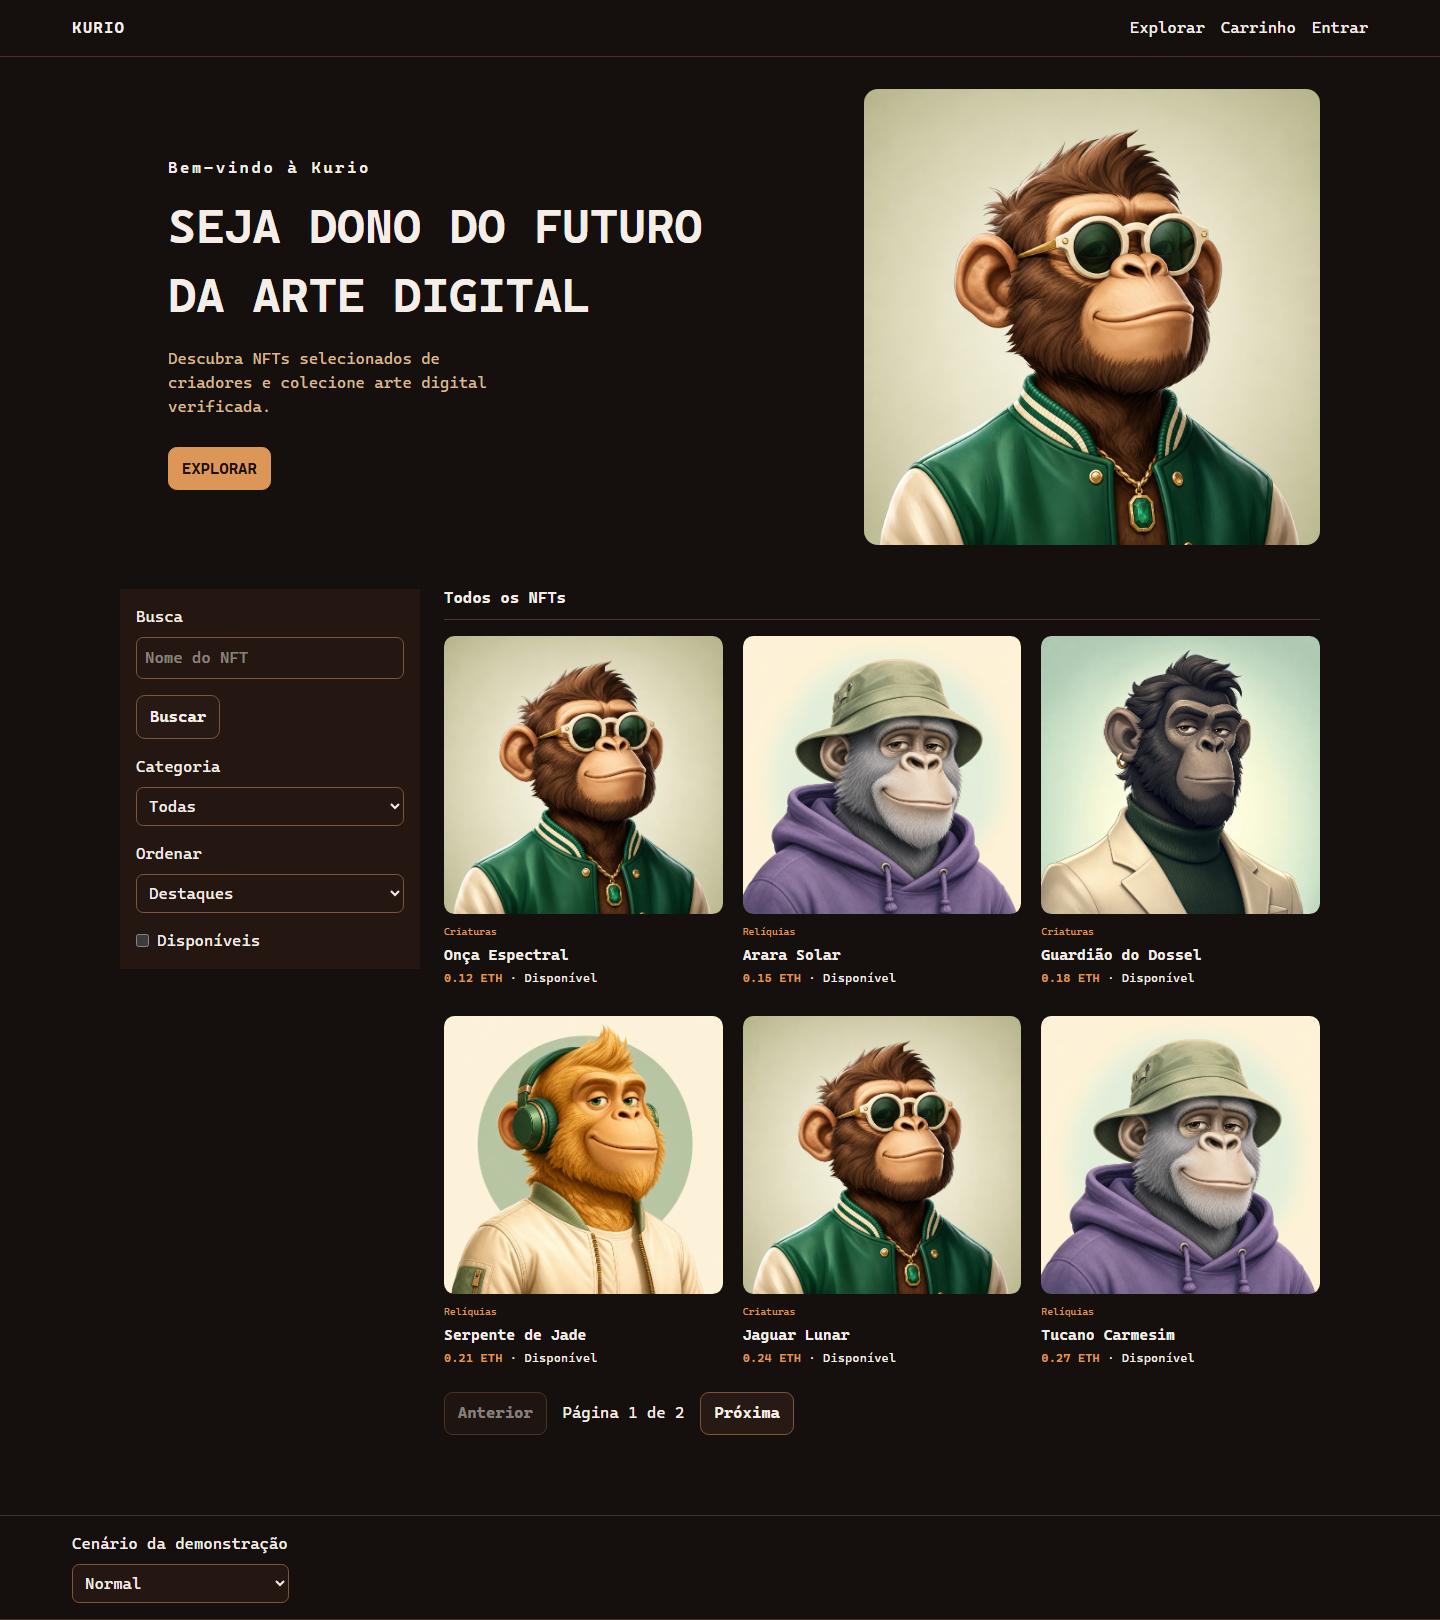 KURIO
Explorar Carrinho Entrar
Bem-vindo à Kurio
SEJA DONO DO FUTURO
DA ARTE DIGITAL
Descubra NFTs selecionados de
criadores e colecione arte digital
verificada.
EXPLORAR
Busca
Nome do NFT
Buscar
Categoria
Todas
Ordenar
Destaques
Disponíveis
Todos os NFTs
Criaturas
Onça Espectral
0.12 ETH · Disponível
Relíquias
Arara Solar
0.15 ETH · Disponível
Criaturas
Guardião do Dossel
0.18 ETH · Disponível
Relíquias
Serpente de Jade
0.21 ETH · Disponível
Criaturas
Jaguar Lunar
0.24 ETH · Disponível
Relíquias
Tucano Carmesim
0.27 ETH · Disponível
Anterior Página 1 de 2 Próxima
Cenário da demonstração
Normal